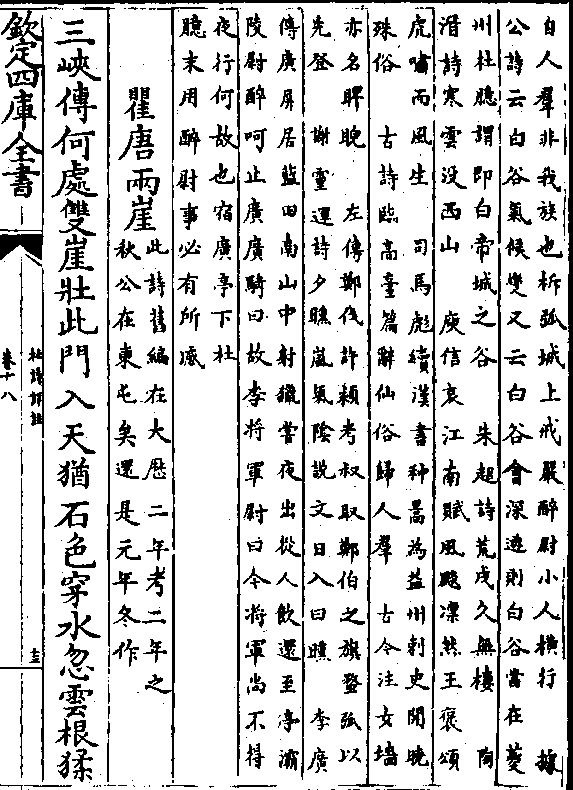 白人羣非我族也柝弧城上戒嚴醉尉小人橫行 據
公詩云白谷氣候變又云白谷會深遊則白谷當在夔
州杜臆謂即白帝城之谷 朱超詩荒戍久無樓 陶
潛詩寒雲没西山 庾信哀江南賦風飈凛然王褒頌
虎嘯而風生 司馬彪續漢書种暠為益州刺史開曉
殊俗 古詩臨高臺篇辭仙俗歸人羣 古今注女墻
亦名睥睨 左傳鄭伐許頴考叔取鄭伯之旗蝥弧以
先登 謝靈運詩夕曛嵐氣陰説文日入曰曛 李廣
傳廣屏居藍田南山中射獵嘗夜出從人飲還至亭灞
陵尉醉呵止廣廣騎曰故李將軍尉曰今將軍尚不得
夜行何故也宿廣亭下杜
臆末用醉尉事必有所感
瞿唐兩崖
此詩舊編在大厯二年考二年之
秋公在東屯矣還是元年冬作
三峽傳何處雙崖壯此門入天猶石色穿水忽雲根猱
欽定四庫全書
杜詩詳註
卷十八